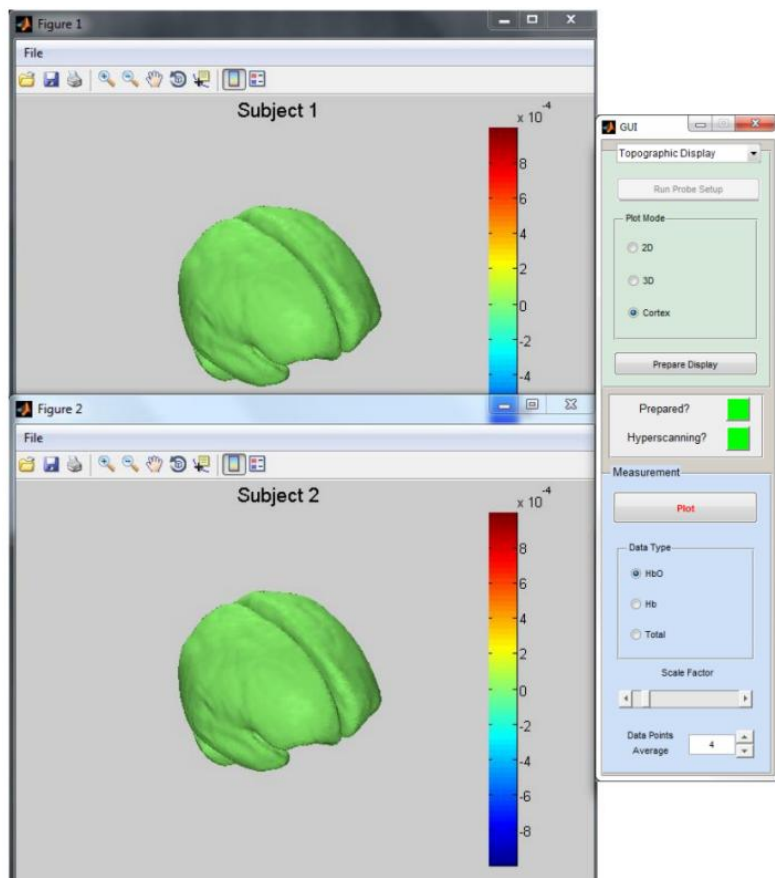 Figure 1
File
Subject 1
x 10
-4
8
6
4
2
0
-2
-4
Figure 2
File
Subject 2
x 10
-4
8
6
4
2
0
-2
-4
-6
-8
GUI
Topographic Display
Run Probe Setup
Plot Mode
2D
3D
Cortex
Prepare Display
Prepared?
Hyperscanning?
Measurement
Plot
Data Type
HbO
Hb
Total
Scale Factor
Data Points
Average
4